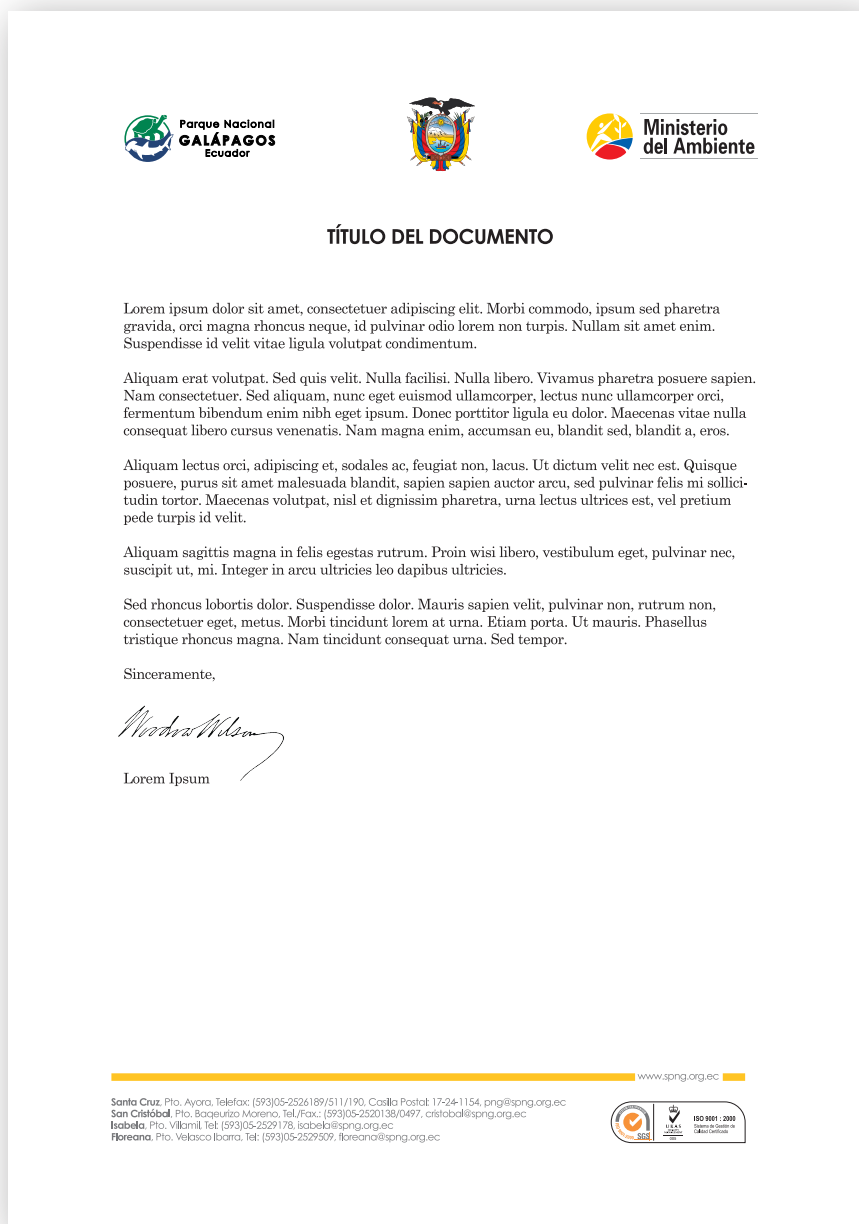 Parque Nacional
GALÁPAGOS
Ecuador
Ministerio
del Ambiente
TÍTULO DEL DOCUMENTO
Lorem ipsum dolor sit amet, consectetuer adipiscing elit. Morbi commodo, ipsum sed pharetra
gravida, orci magna rhoncus neque, id pulvinar odio lorem non turpis. Nullam sit amet enim.
Suspendisse id velit vitae ligula volutpat condimentum.
Aliquam erat volutpat. Sed quis velit. Nulla facilisi. Nulla libero. Vivamus pharetra posuere sapien.
Nam consectetuer. Sed aliquam, nunc eget euismod ullamcorper, lectus nunc ullamcorper orci,
fermentum bibendum enim nibh eget ipsum. Donec porttitor ligula eu dolor. Maecenas vitae nulla
consequat libero cursus venenatis. Nam magna enim, accumsan eu, blandit sed, blandit a, eros.
Aliquam lectus orci, adipiscing et, sodales ac, feugiat non, lacus. Ut dictum velit nec est. Quisque
posuere, purus sit amet malesuada blandit, sapien sapien auctor arcu, sed pulvinar felis mi sollici-
tudin tortor. Maecenas volutpat, nisl et dignissim pharetra, urna lectus ultrices est, vel pretium
pede turpis id velit.
Aliquam sagittis magna in felis egestas rutrum. Proin wisi libero, vestibulum eget, pulvinar nec,
suscipit ut, mi. Integer in arcu ultricies leo dapibus ultricies.
Sed rhoncus lobortis dolor. Suspendisse dolor. Mauris sapien velit, pulvinar non, rutrum non,
consectetuer eget, metus. Morbi tincidunt lorem at urna. Etiam porta. Ut mauris. Phasellus
tristique rhoncus magna. Nam tincidunt consequat urna. Sed tempor.
Sinceramente,
Woodrow Wilson
Lorem Ipsum
www.spng.org.ec
Santa Cruz, Pto. Ayora, Telefax: (593)05-2526189/511/190, Casilla Postal: 17-24-1154, png@spng.org.ec
San Cristóbal, Pto. Baqeurizo Moreno, Tel./Fax.: (593)05-2520138/0497, cristobal@spng.org.ec
Isabela, Pto. Villamil, Tel: (593)05-2529178, isabela@spng.org.ec
Floreana, Pto. Velasco Ibarra, Tel: (593)05-2529509, floreana@spng.org.ec
SGS
UKAS
ISO 9001 : 2000
Sistema de Gestión de
Calidad Certificado